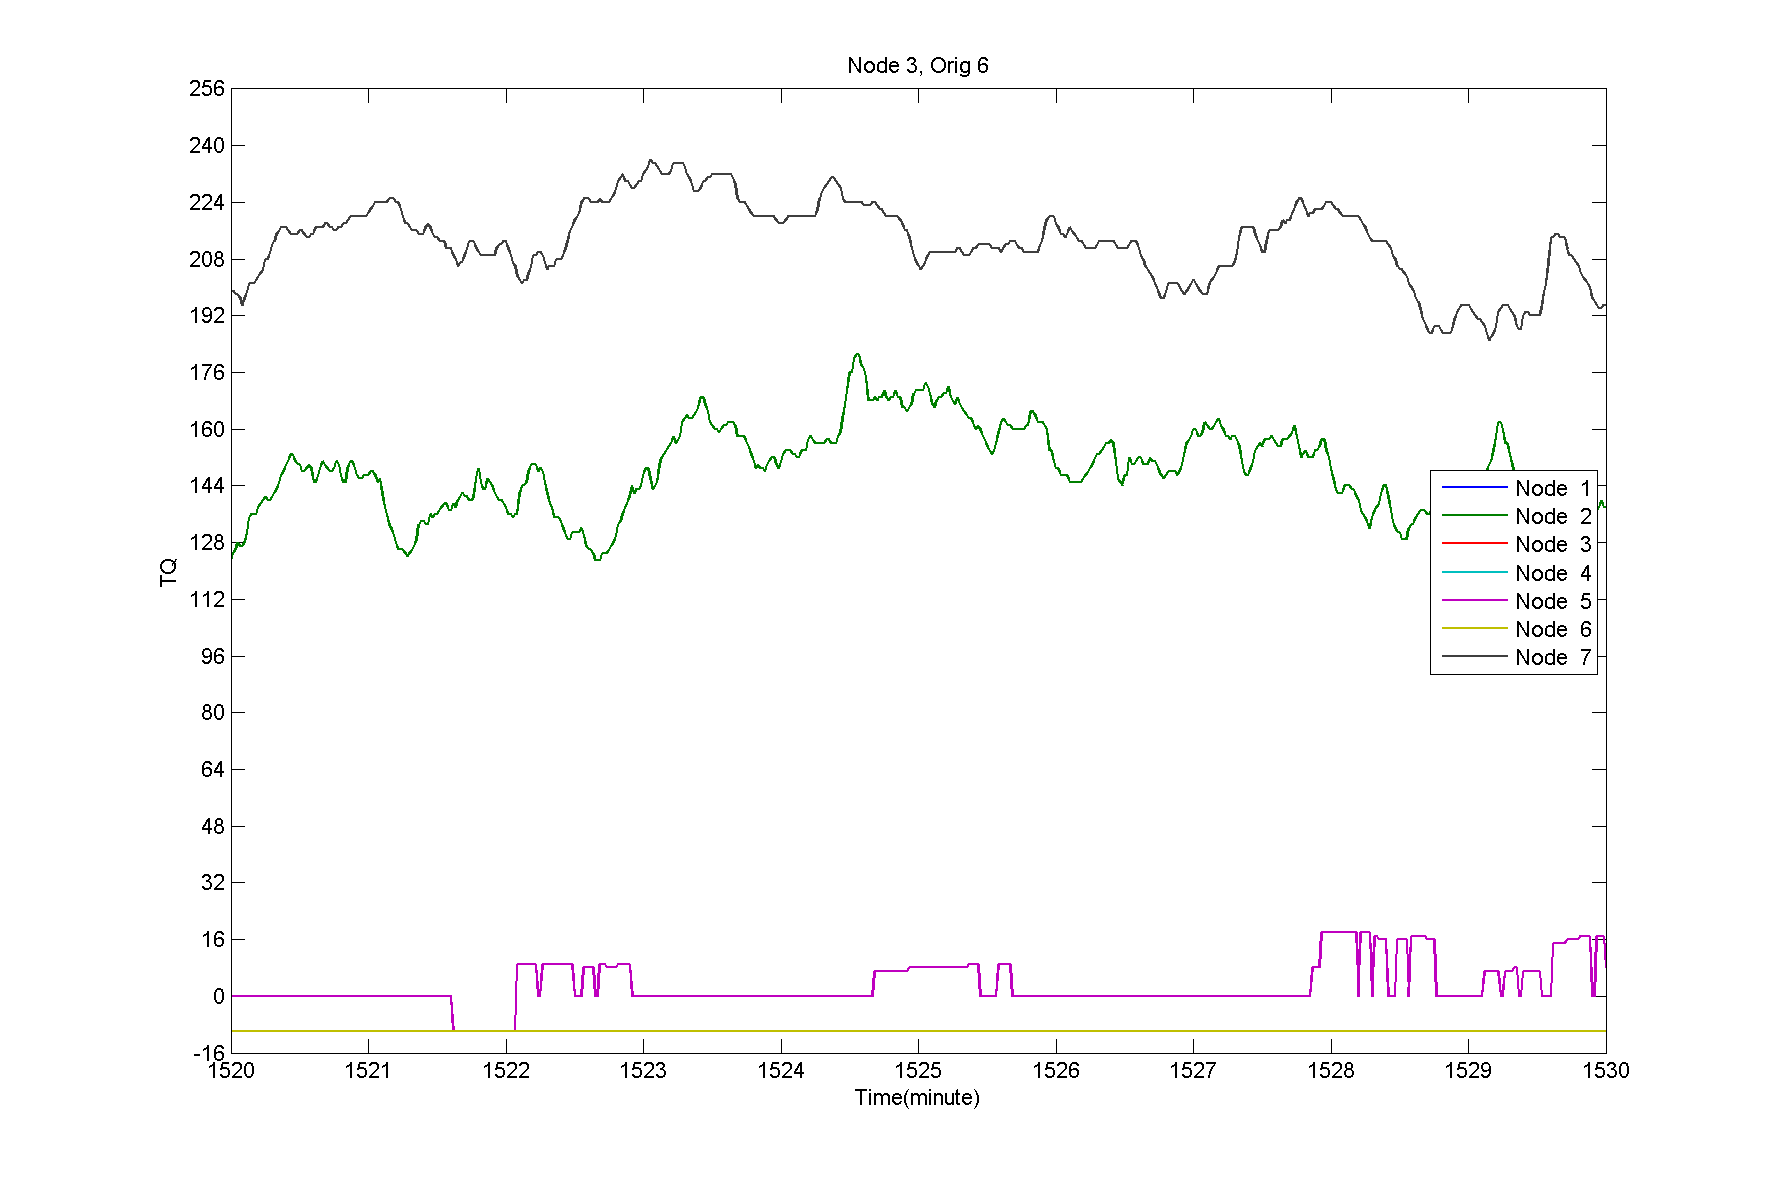 Node 3, Orig 6
256
240
224
208
192
176
160
144
128
112
96
80
64
48
32
16
0
-16
TQ
Node 1
Node 2
Node 3
Node 4
Node 5
Node 6
Node 7
1520 1521 1522 1523 1524 1525 1526 1527 1528 1529 1530
Time(minute)